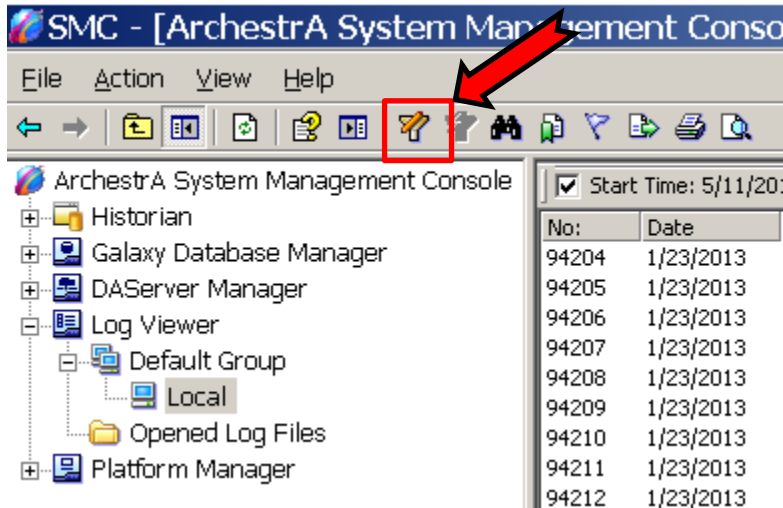 SMC - [ArchestrA System Management Conso
File Action View Help
ArchestrA System Management Console
Historian
Galaxy Database Manager
DAServer Manager
Log Viewer
Default Group
Local
Opened Log Files
Platform Manager
Start Time: 5/11/201
No: Date
94204 1/23/2013
94205 1/23/2013
94206 1/23/2013
94207 1/23/2013
94208 1/23/2013
94209 1/23/2013
94210 1/23/2013
94211 1/23/2013
94212 1/23/2013